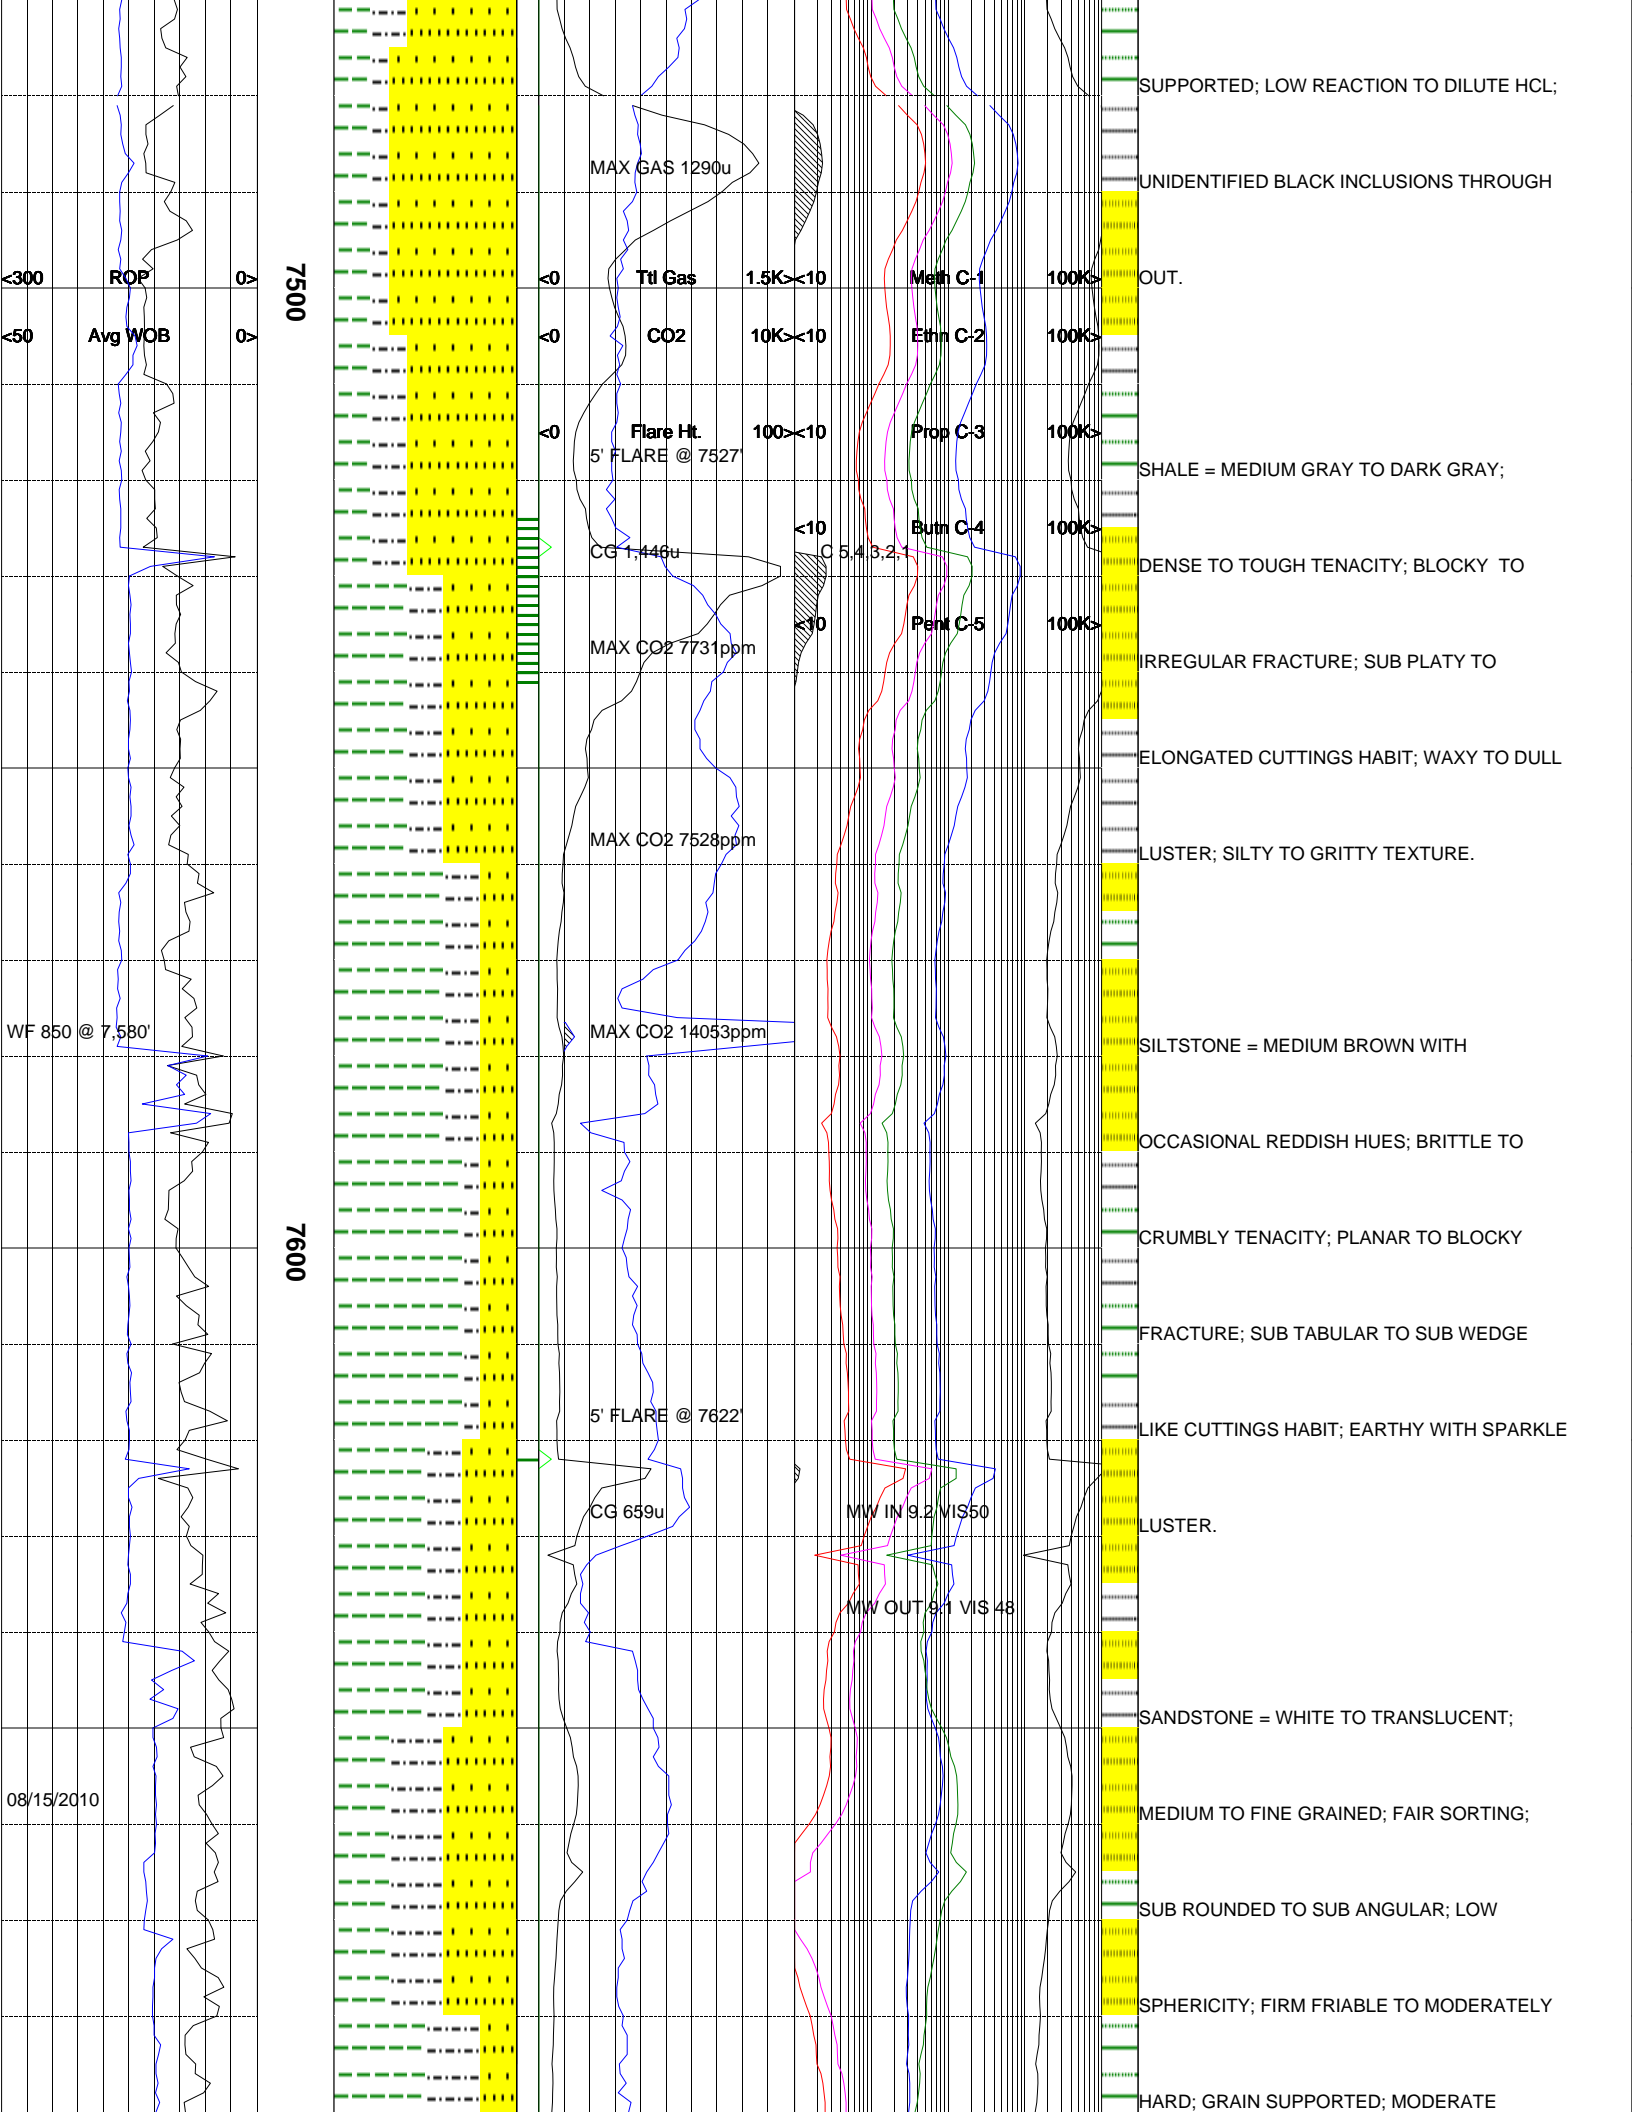 SUPPORTED; LOW REACTION TO DILUTE HCL;
MAX GAS 1290u
UNIDENTIFIED BLACK INCLUSIONS THROUGH
<300 ROP 0>
7500
<0 Ttl Gas 1.5K>
<10 Meth C-1 100K>
OUT.
<50 Avg WOB 0>
<0 CO2 10K>
<10 Ethn C-2 100K>
<0 Flare Ht. 100>
<10 Prop C-3 100K>
5' FLARE @ 7527'
SHALE = MEDIUM GRAY TO DARK GRAY;
<10 Butn C-4 100K>
CG 1,446u
C 5,4,3,2,1
DENSE TO TOUGH TENACITY; BLOCKY TO
<10 Pent C-5 100K>
MAX CO2 7731ppm
IRREGULAR FRACTURE; SUB PLATY TO
ELONGATED CUTTINGS HABIT; WAXY TO DULL
MAX CO2 7528ppm
LUSTER; SILTY TO GRITTY TEXTURE.
WF 850 @ 7,580'
MAX CO2 14053ppm
SILTSTONE = MEDIUM BROWN WITH
OCCASIONAL REDDISH HUES; BRITTLE TO
7600
CRUMBLY TENACITY; PLANAR TO BLOCKY
FRACTURE; SUB TABULAR TO SUB WEDGE
5' FLARE @ 7622'
LIKE CUTTINGS HABIT; EARTHY WITH SPARKLE
CG 659u
MW IN 9.2 VIS50
LUSTER.
MW OUT 9.1 VIS 48
SANDSTONE = WHITE TO TRANSLUCENT;
08/15/2010
MEDIUM TO FINE GRAINED; FAIR SORTING;
SUB ROUNDED TO SUB ANGULAR; LOW
SPHERICITY; FIRM FRIABLE TO MODERATELY
HARD; GRAIN SUPPORTED; MODERATE